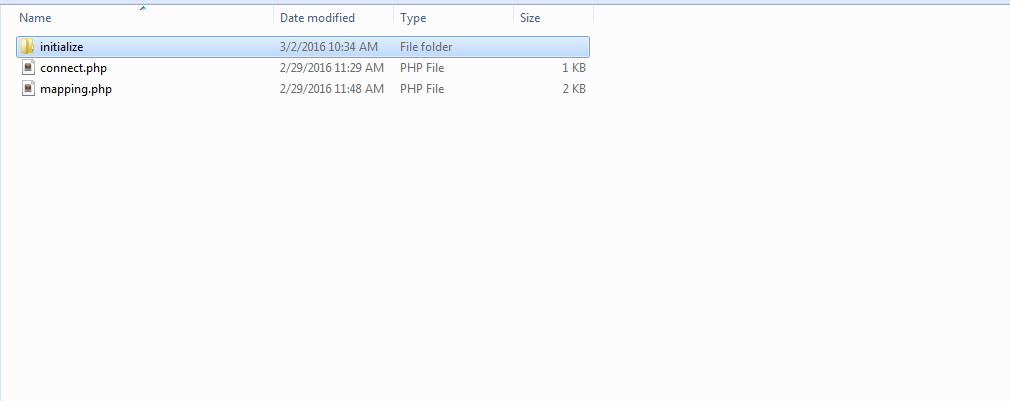 Name Date modified Type Size
initialize 3/2/2016 10:34 AM File folder
connect.php 2/29/2016 11:29 AM PHP File 1 KB
mapping.php 2/29/2016 11:48 AM PHP File 2 KB